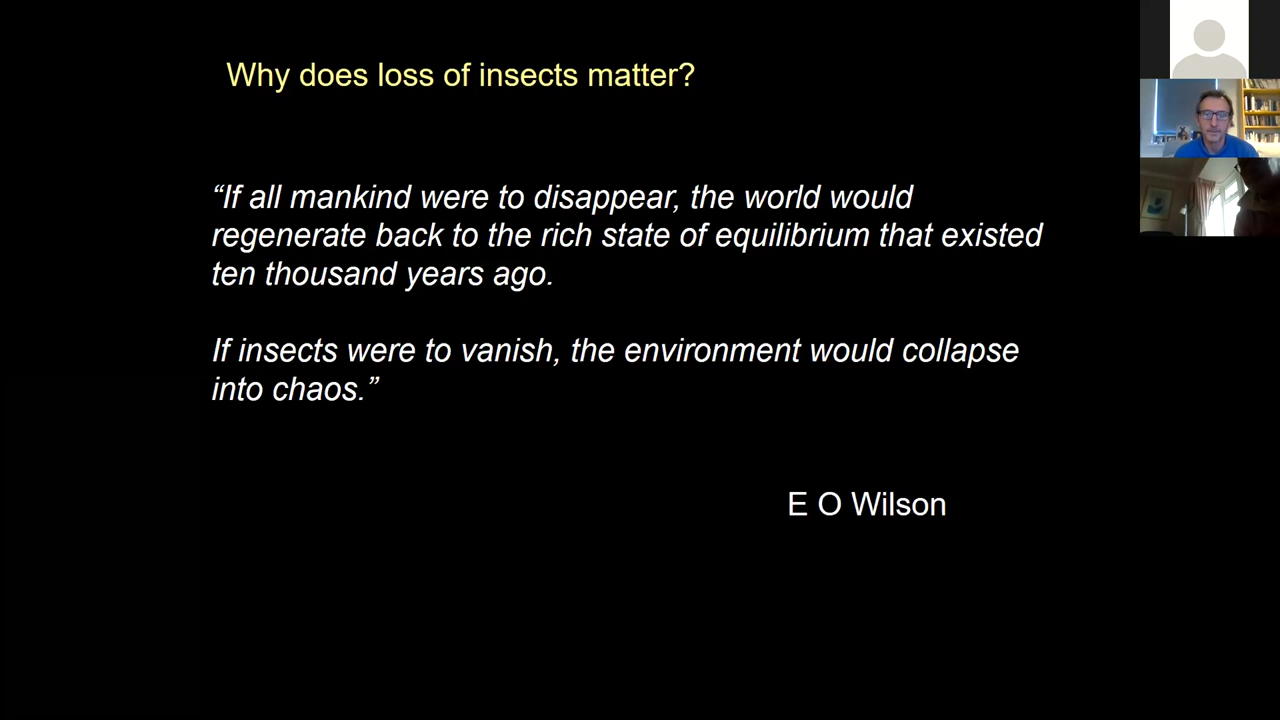 Why does loss of insects matter?
“If all mankind were to disappear, the world would
regenerate back to the rich state of equilibrium that existed
ten thousand years ago.
If insects were to vanish, the environment would collapse
into chaos.”
E O Wilson